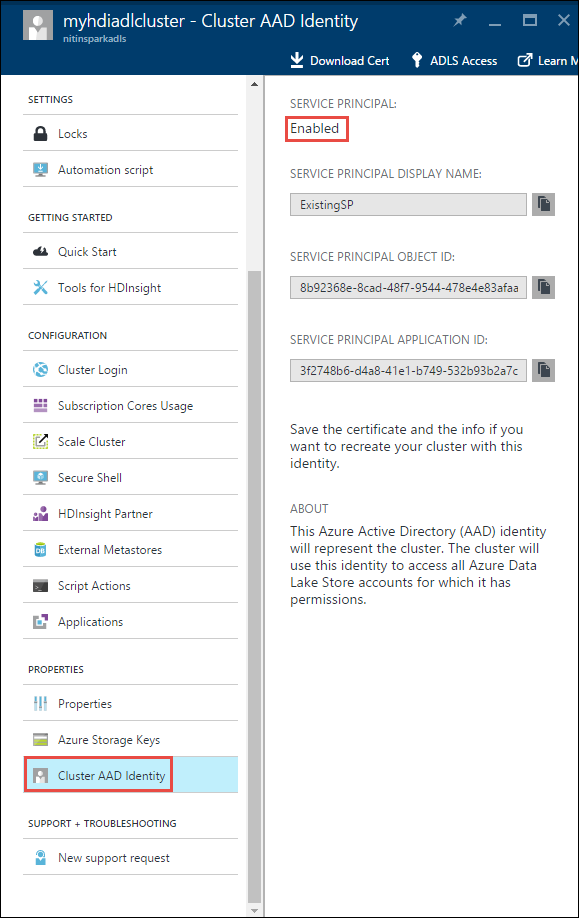 myhdiadlcluster - Cluster AAD Identity
nitinsparkadls
Download Cert
ADLS Access
Learn M
SETTINGS
Locks
Automation script
GETTING STARTED
Quick Start
Tools for HDInsight
CONFIGURATION
Cluster Login
Subscription Cores Usage
Scale Cluster
Secure Shell
HDInsight Partner
External Metastores
Script Actions
Applications
PROPERTIES
Properties
Azure Storage Keys
Cluster AAD Identity
SUPPORT + TROUBLESHOOTING
New support request
SERVICE PRINCIPAL:
Enabled
SERVICE PRINCIPAL DISPLAY NAME:
ExistingSP
SERVICE PRINCIPAL OBJECT ID:
8b92368e-8cad-48f7-9544-478e4e83afaa
SERVICE PRINCIPAL APPLICATION ID:
3f2748b6-d4a8-41e1-b749-532b93b2a7c
Save the certificate and the info if you
want to recreate your cluster with this
identity.
ABOUT
This Azure Active Directory (AAD) identity
will represent the cluster. The cluster will
use this identity to access all Azure Data
Lake Store accounts for which it has
permissions.